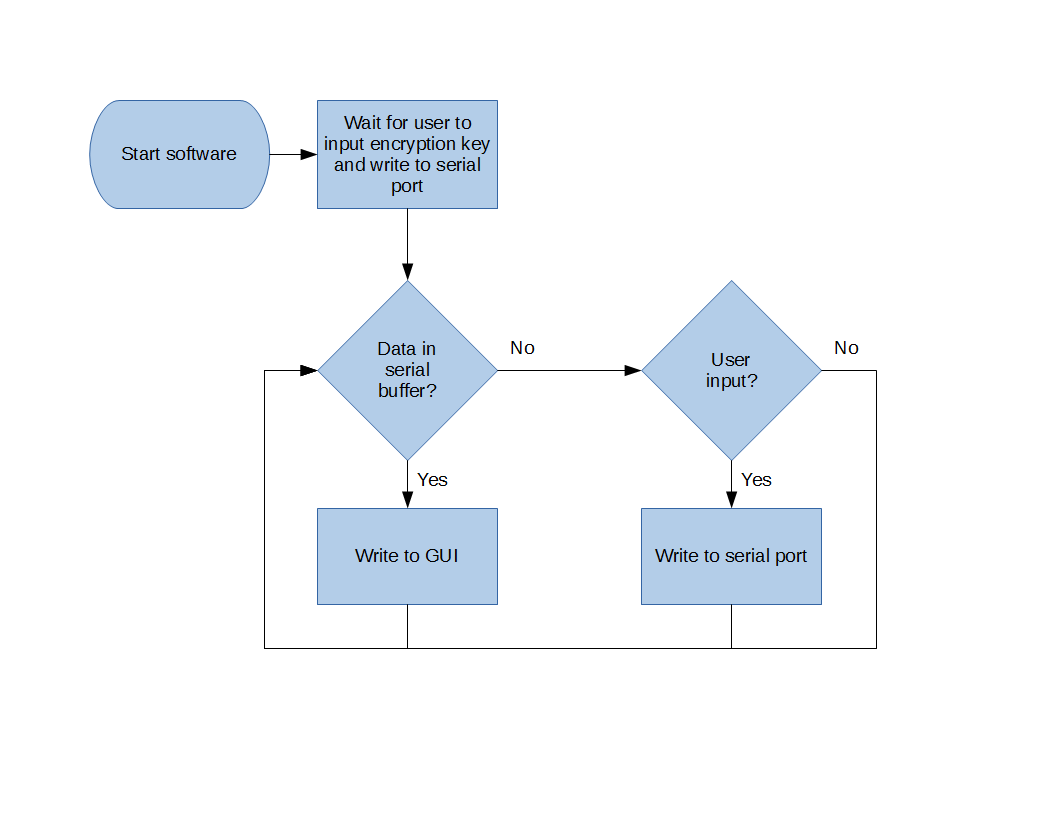 Start software
Wait for user to
input encryption key
and write to serial
port
Data in
serial
buffer?
No
User
input?
No
Yes
Yes
Write to GUI
Write to serial port